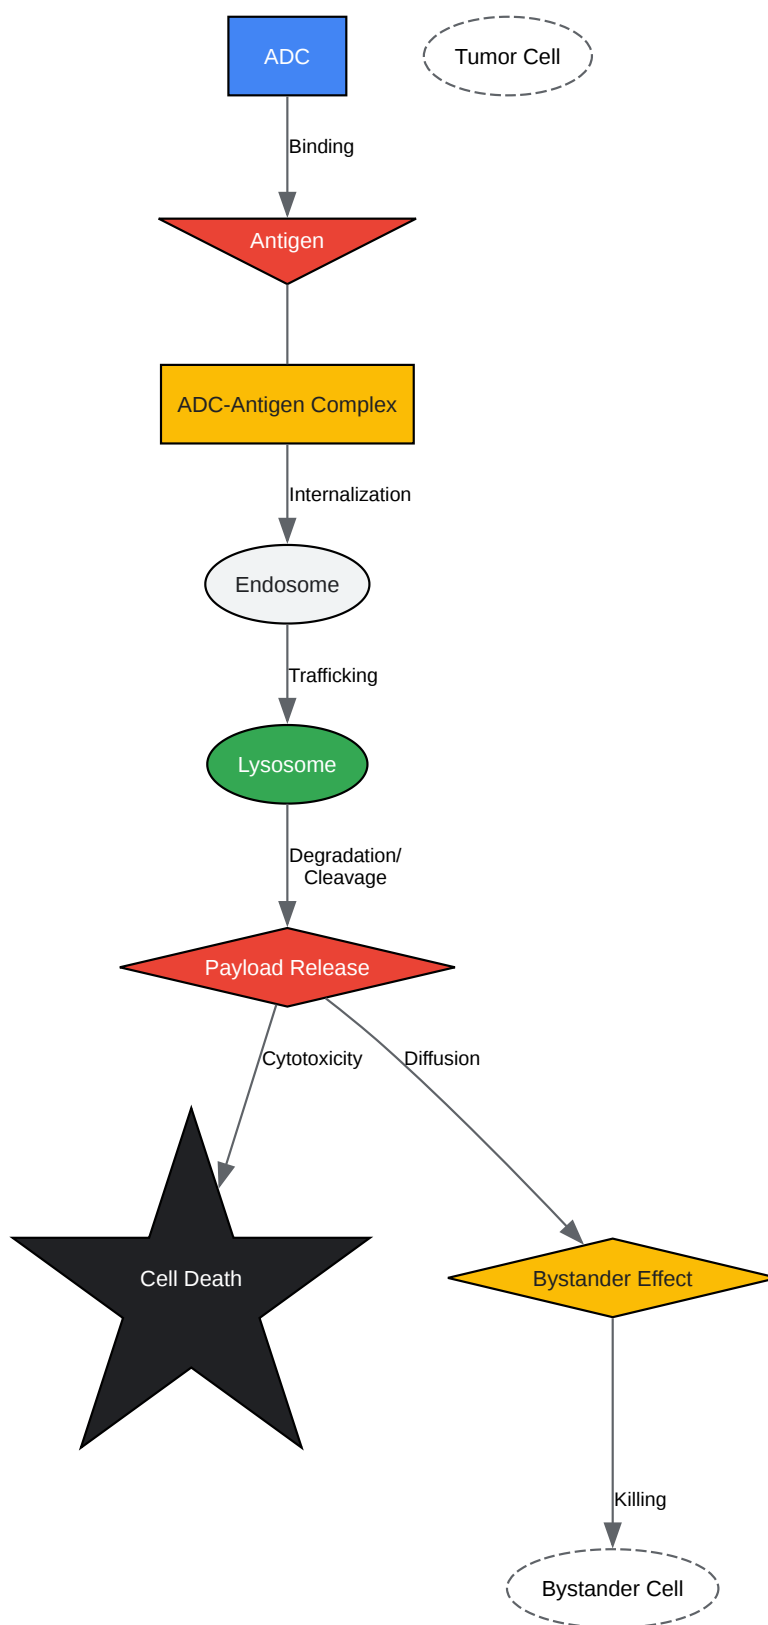 ADC
Tumor Cell
Binding
Antigen
ADC-Antigen Complex
Internalization
Endosome
Trafficking
Lysosome
Degradation/
Cleavage
Payload Release
Cytotoxicity
Diffusion
Cell Death
Bystander Effect
Killing
Bystander Cell